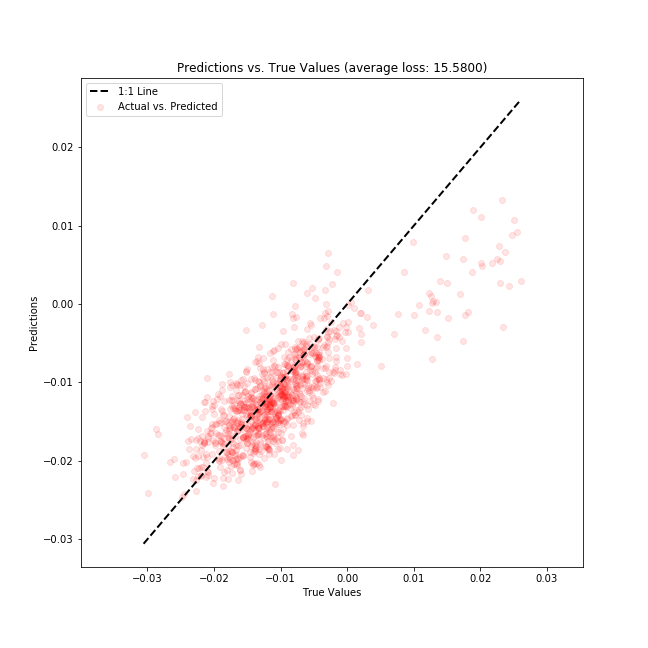 Predictions vs. True Values (average loss: 15.5800)
1:1 Line
Actual vs. Predicted
0.02
0.01
0.00
−0.01
−0.02
−0.03
Predictions
−0.03 −0.02 −0.01 0.00 0.01 0.02 0.03
True Values